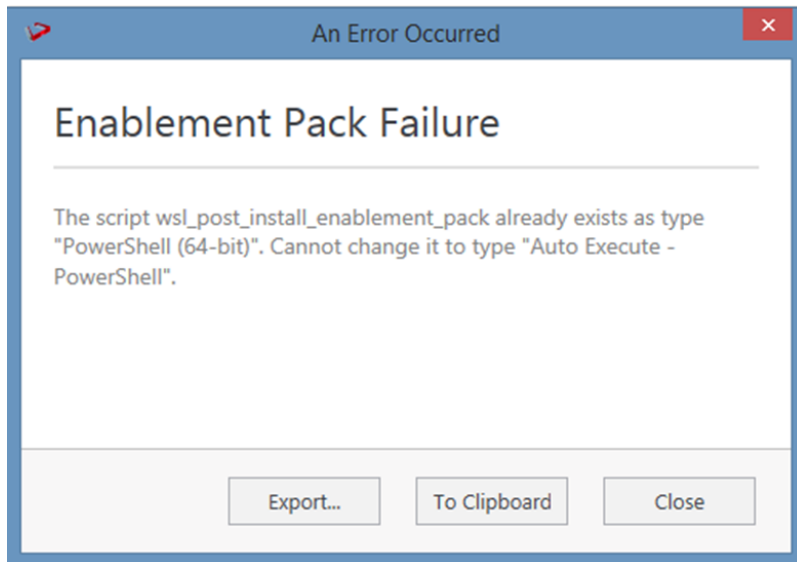 An Error Occurred
Enablement Pack Failure
The script wsl_post_install_enablement_pack already exists as type
"PowerShell (64-bit)". Cannot change it to type "Auto Execute -
PowerShell".
Export... To Clipboard Close